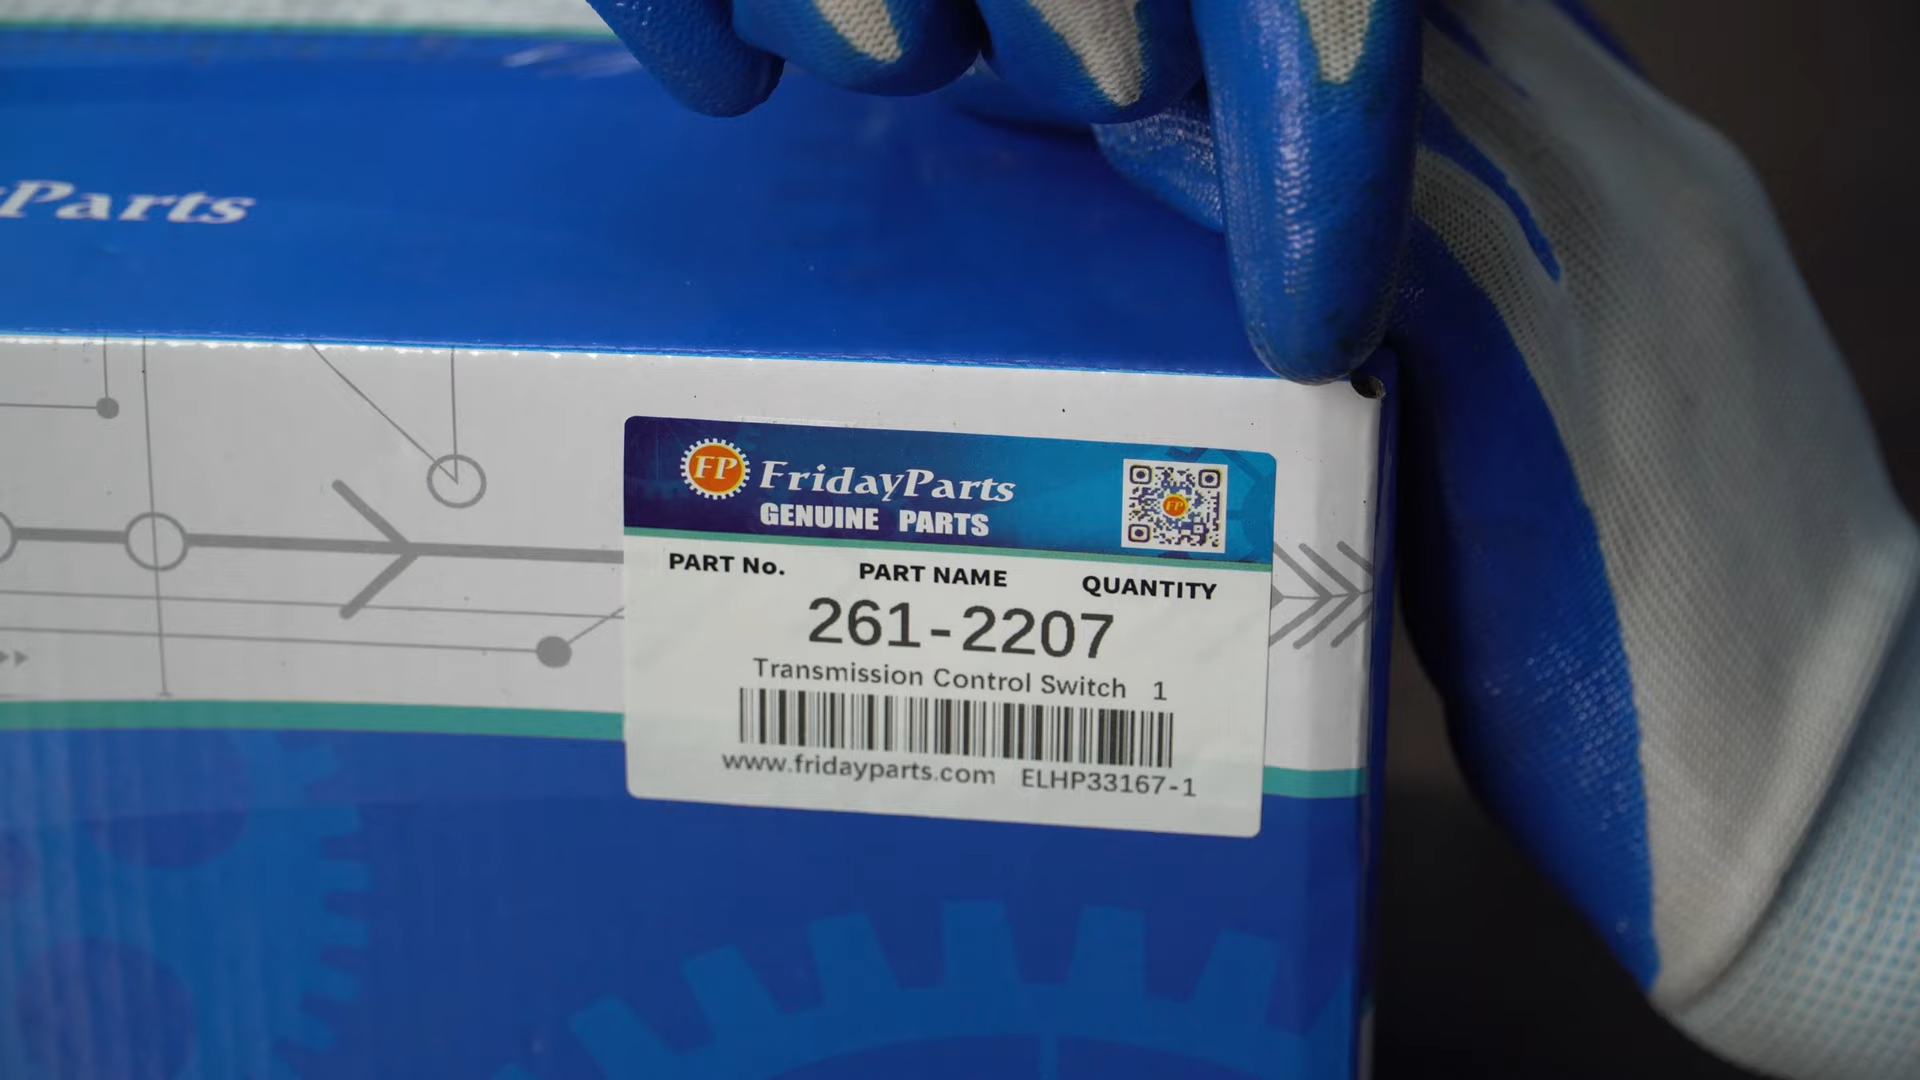 Parts
FP FridayParts
GENUINE PARTS
FP
PART No. PART NAME QUANTITY
261-2207
Transmission Control Switch 1
www.fridayparts.com ELHP33167-1